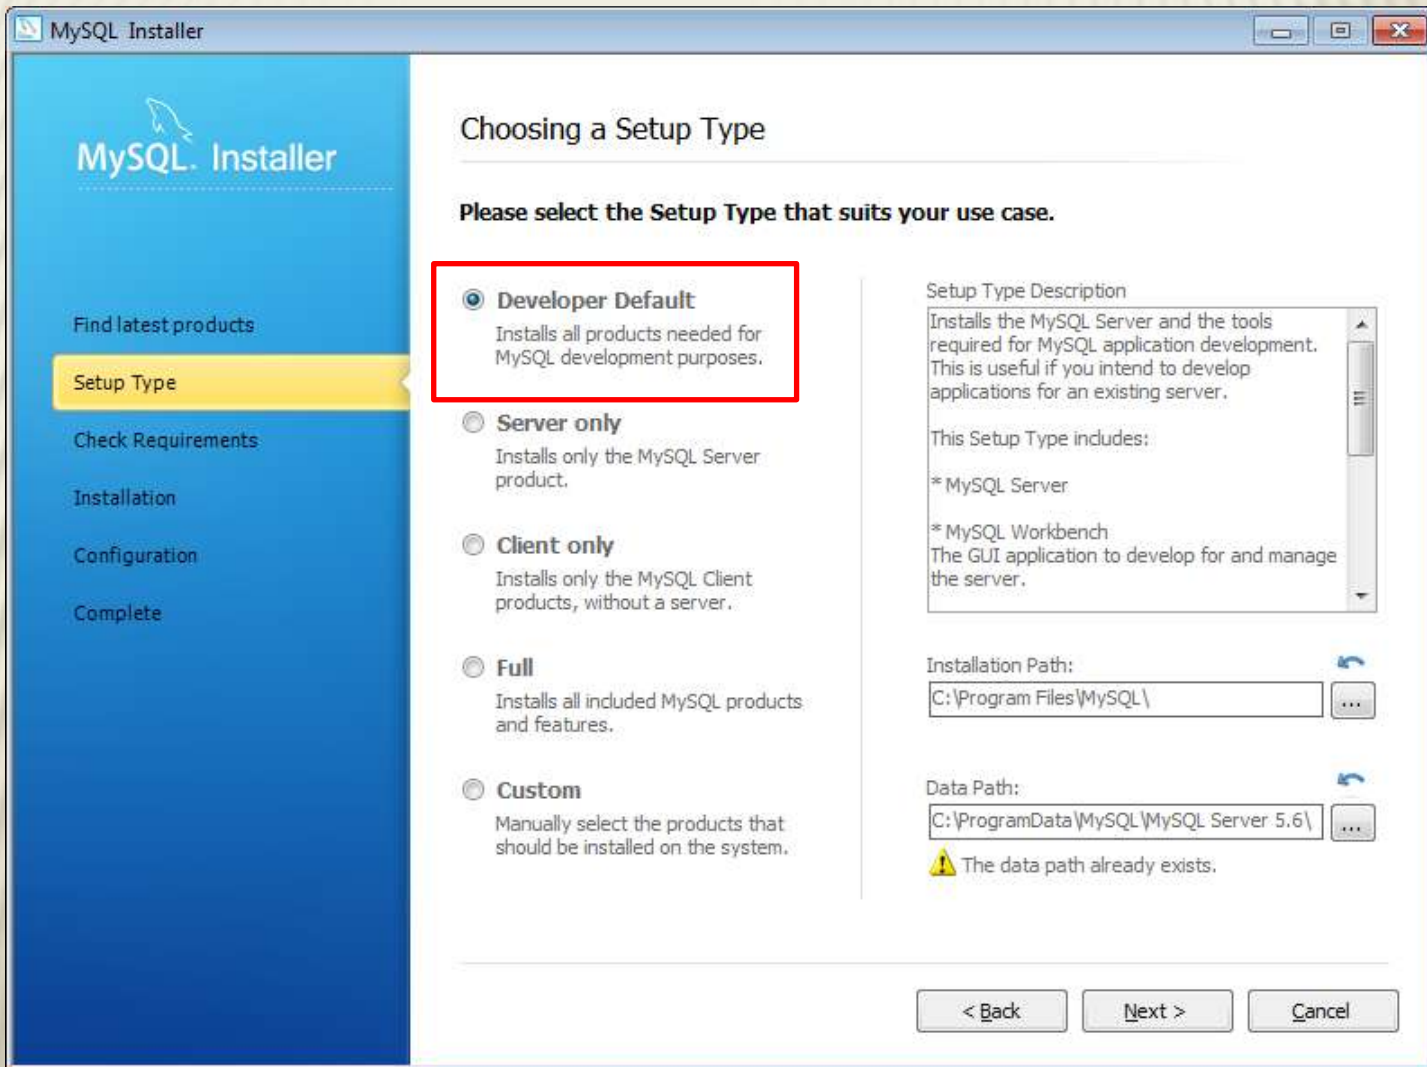 MySQL Installer
MySQL. Installer
Find latest products
Setup Type
Check Requirements
Installation
Configuration
Complete
Choosing a Setup Type
Please select the Setup Type that suits your use case.
Developer Default
Installs all products needed for
MySQL development purposes.
Server only
Installs only the MySQL Server
product.
Client only
Installs only the MySQL Client
products, without a server.
Full
Installs all included MySQL products
and features.
Custom
Manually select the products that
should be installed on the system.
Setup Type Description
Installs the MySQL Server and the tools
required for MySQL application development.
This is useful if you intend to develop
applications for an existing server.
This Setup Type includes:
* MySQL Server
* MySQL Workbench
The GUI application to develop for and manage
the server.
Installation Path:
C:\Program Files\MySQL\
...
Data Path:
C:\ProgramData\MySQL\MySQL Server 5.6\
...
The data path already exists.
< Back
Next >
Cancel